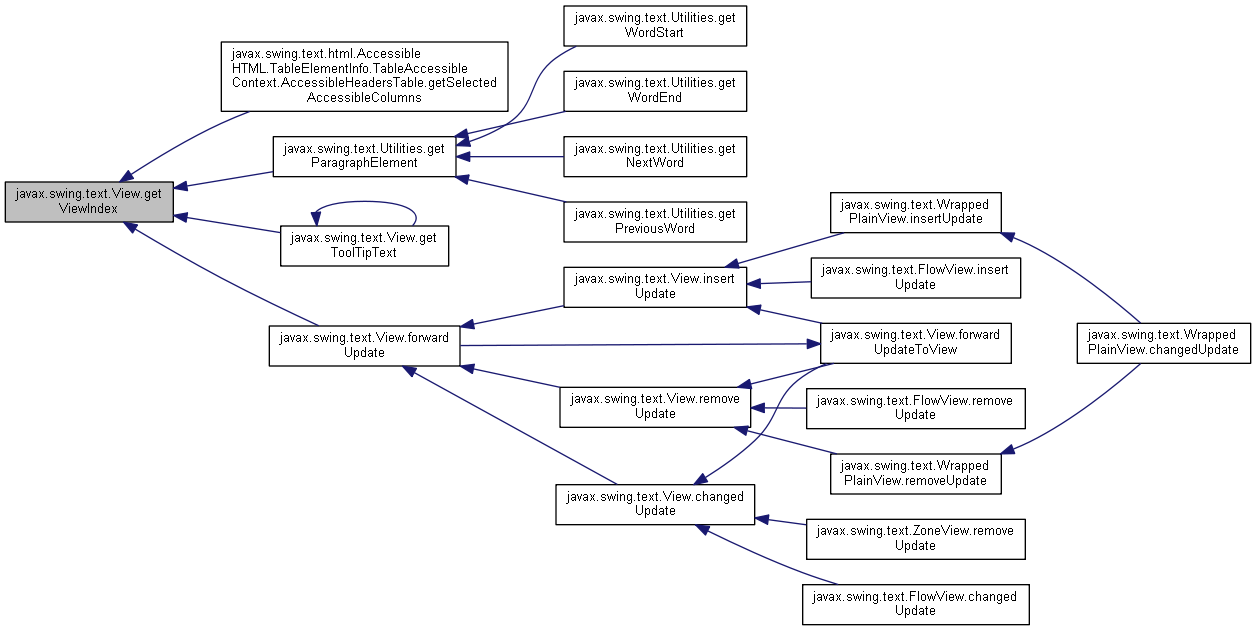 javax.swing.text.Utilities.get
WordStart
javax.swing.text.html.Accessible
HTML.TableElementInfo.TableAccessible
Context.AccessibleHeadersTable.getSelected
AccessibleColumns
javax.swing.text.Utilities.get
WordEnd
javax.swing.text.Utilities.get
ParagraphElement
javax.swing.text.Utilities.get
NextWord
javax.swing.text.View.get
ViewIndex
javax.swing.text.Utilities.get
PreviousWord
javax.swing.text.Wrapped
PlainView.insertUpdate
javax.swing.text.View.get
ToolTipText
javax.swing.text.View.insert
Update
javax.swing.text.FlowView.insert
Update
javax.swing.text.View.forward
Update
javax.swing.text.View.forward
UpdateToView
javax.swing.text.Wrapped
PlainView.changedUpdate
javax.swing.text.View.remove
Update
javax.swing.text.FlowView.remove
Update
javax.swing.text.Wrapped
PlainView.removeUpdate
javax.swing.text.View.changed
Update
javax.swing.text.ZoneView.remove
Update
javax.swing.text.FlowView.changed
Update